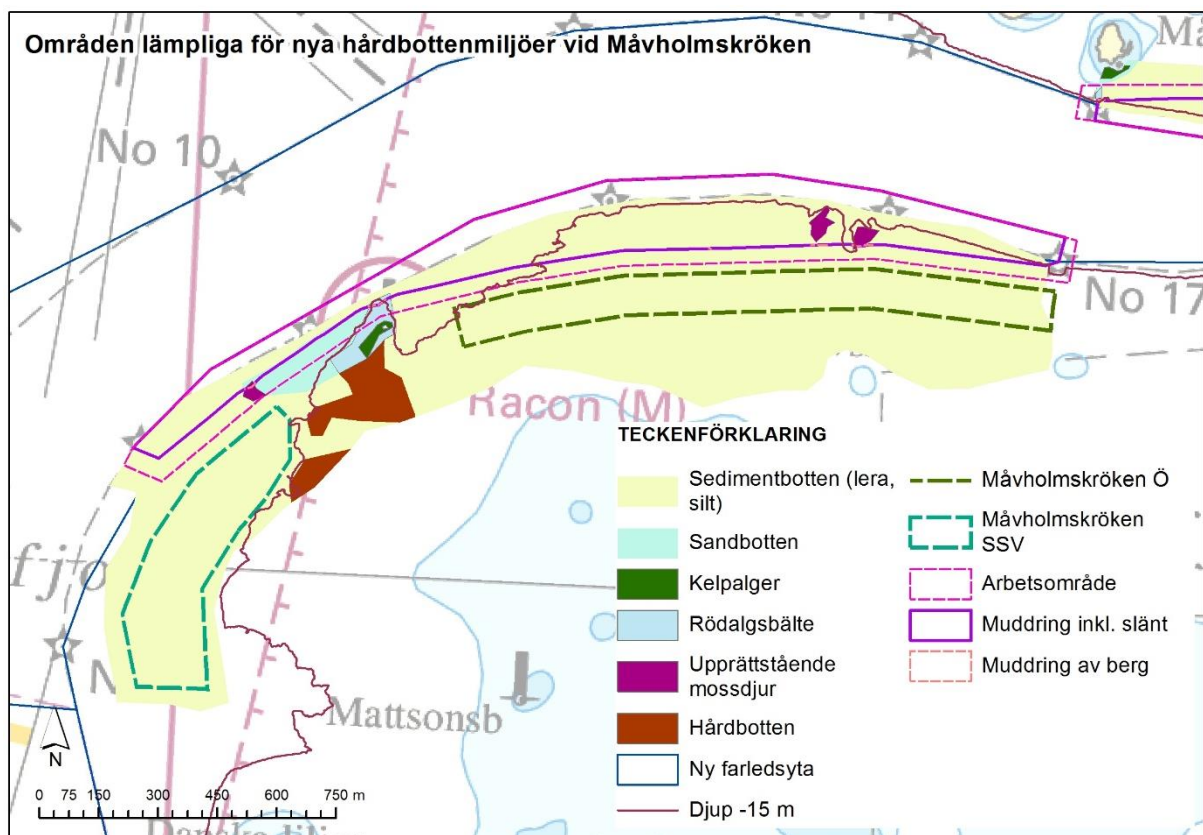 Områden lämpliga för nya hårdbottenmiljöer vid Måvholmskröken
No 10
No 17
Racon (M)
TECKENFÖRKLARING
Sedimentbotten (lera,
silt)
Sandbotten
Kelpalger
Rödalgsbälte
Upprättstående
mossdjur
Hårdbotten
Ny farledsyta
Djup -15 m
Måvholmskröken Ö
Måvholmskröken
SSV
Arbetsområde
Muddring inkl. slänt
Muddring av berg
fjo
Mattsonsb
N
0 75 150 300 450 600 750 m